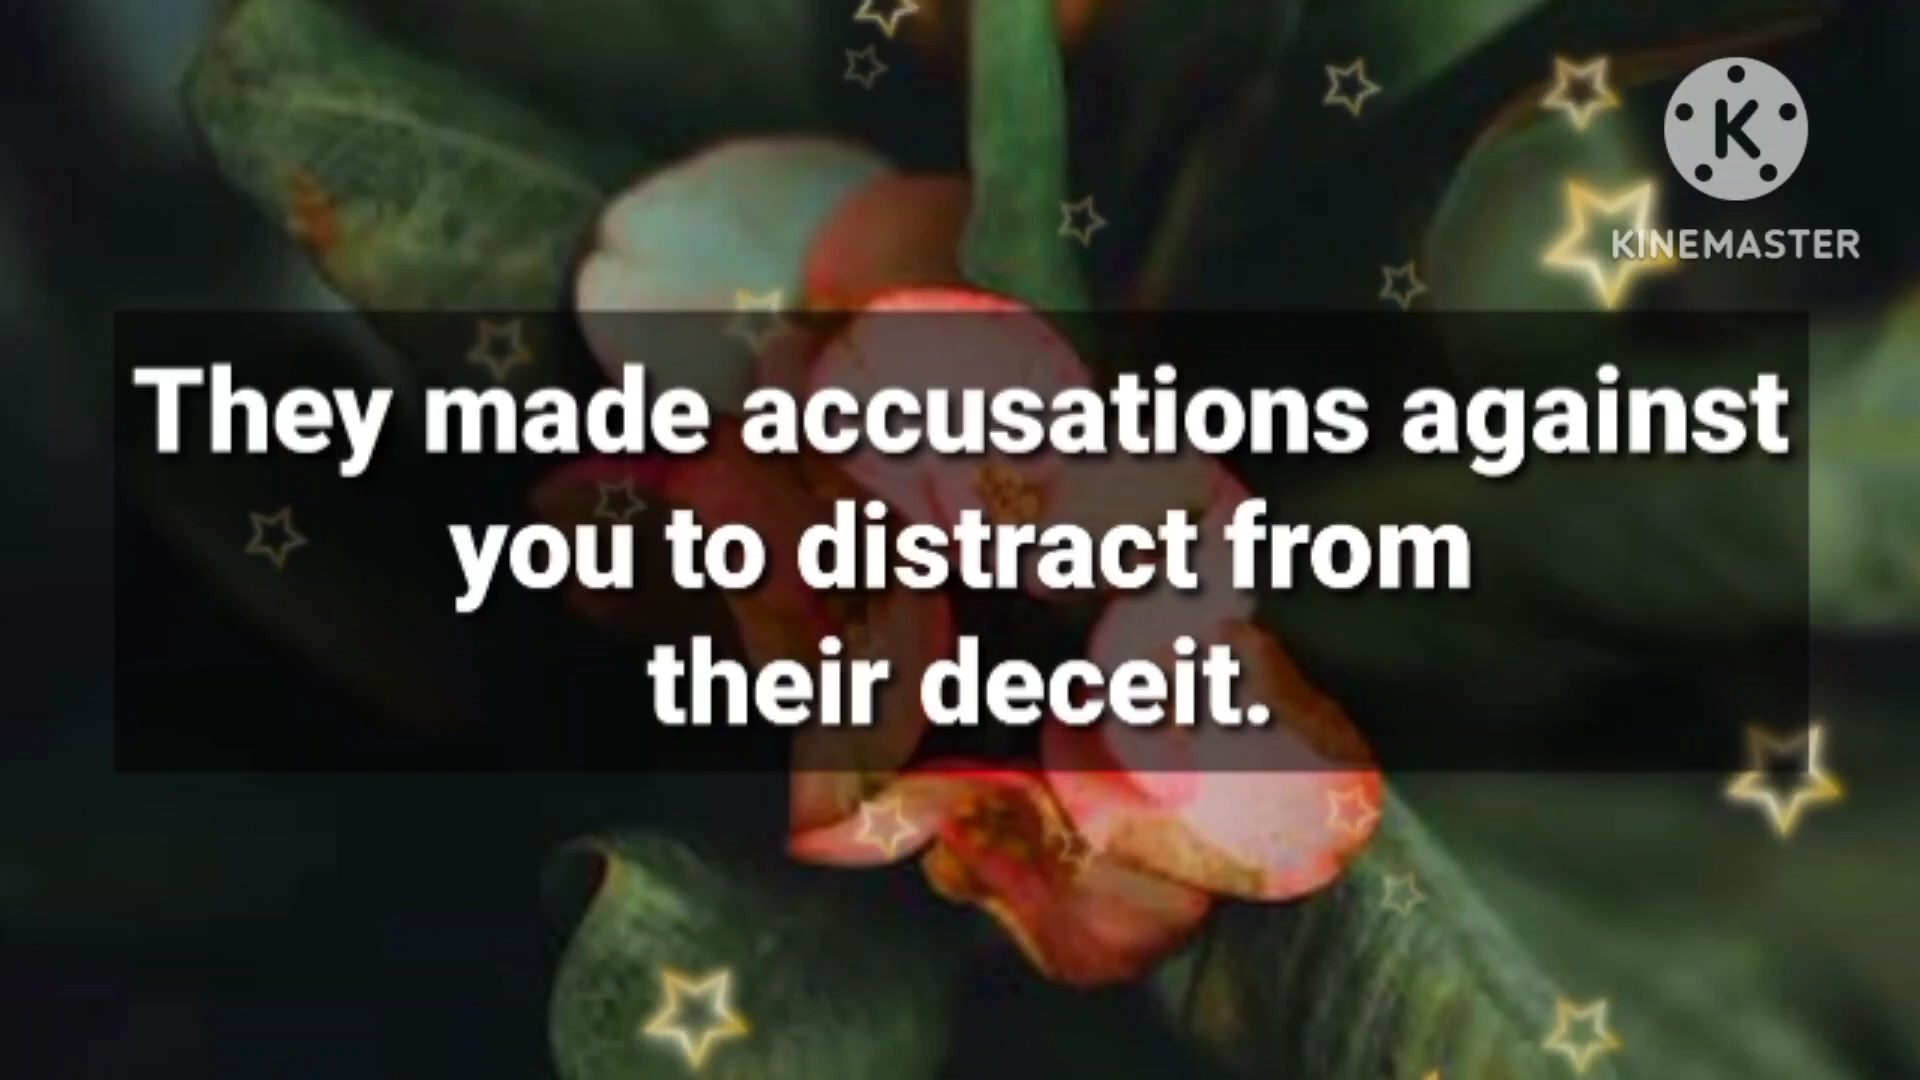 K
KINEMASTER
They made accusations against
you to distract from
their deceit.